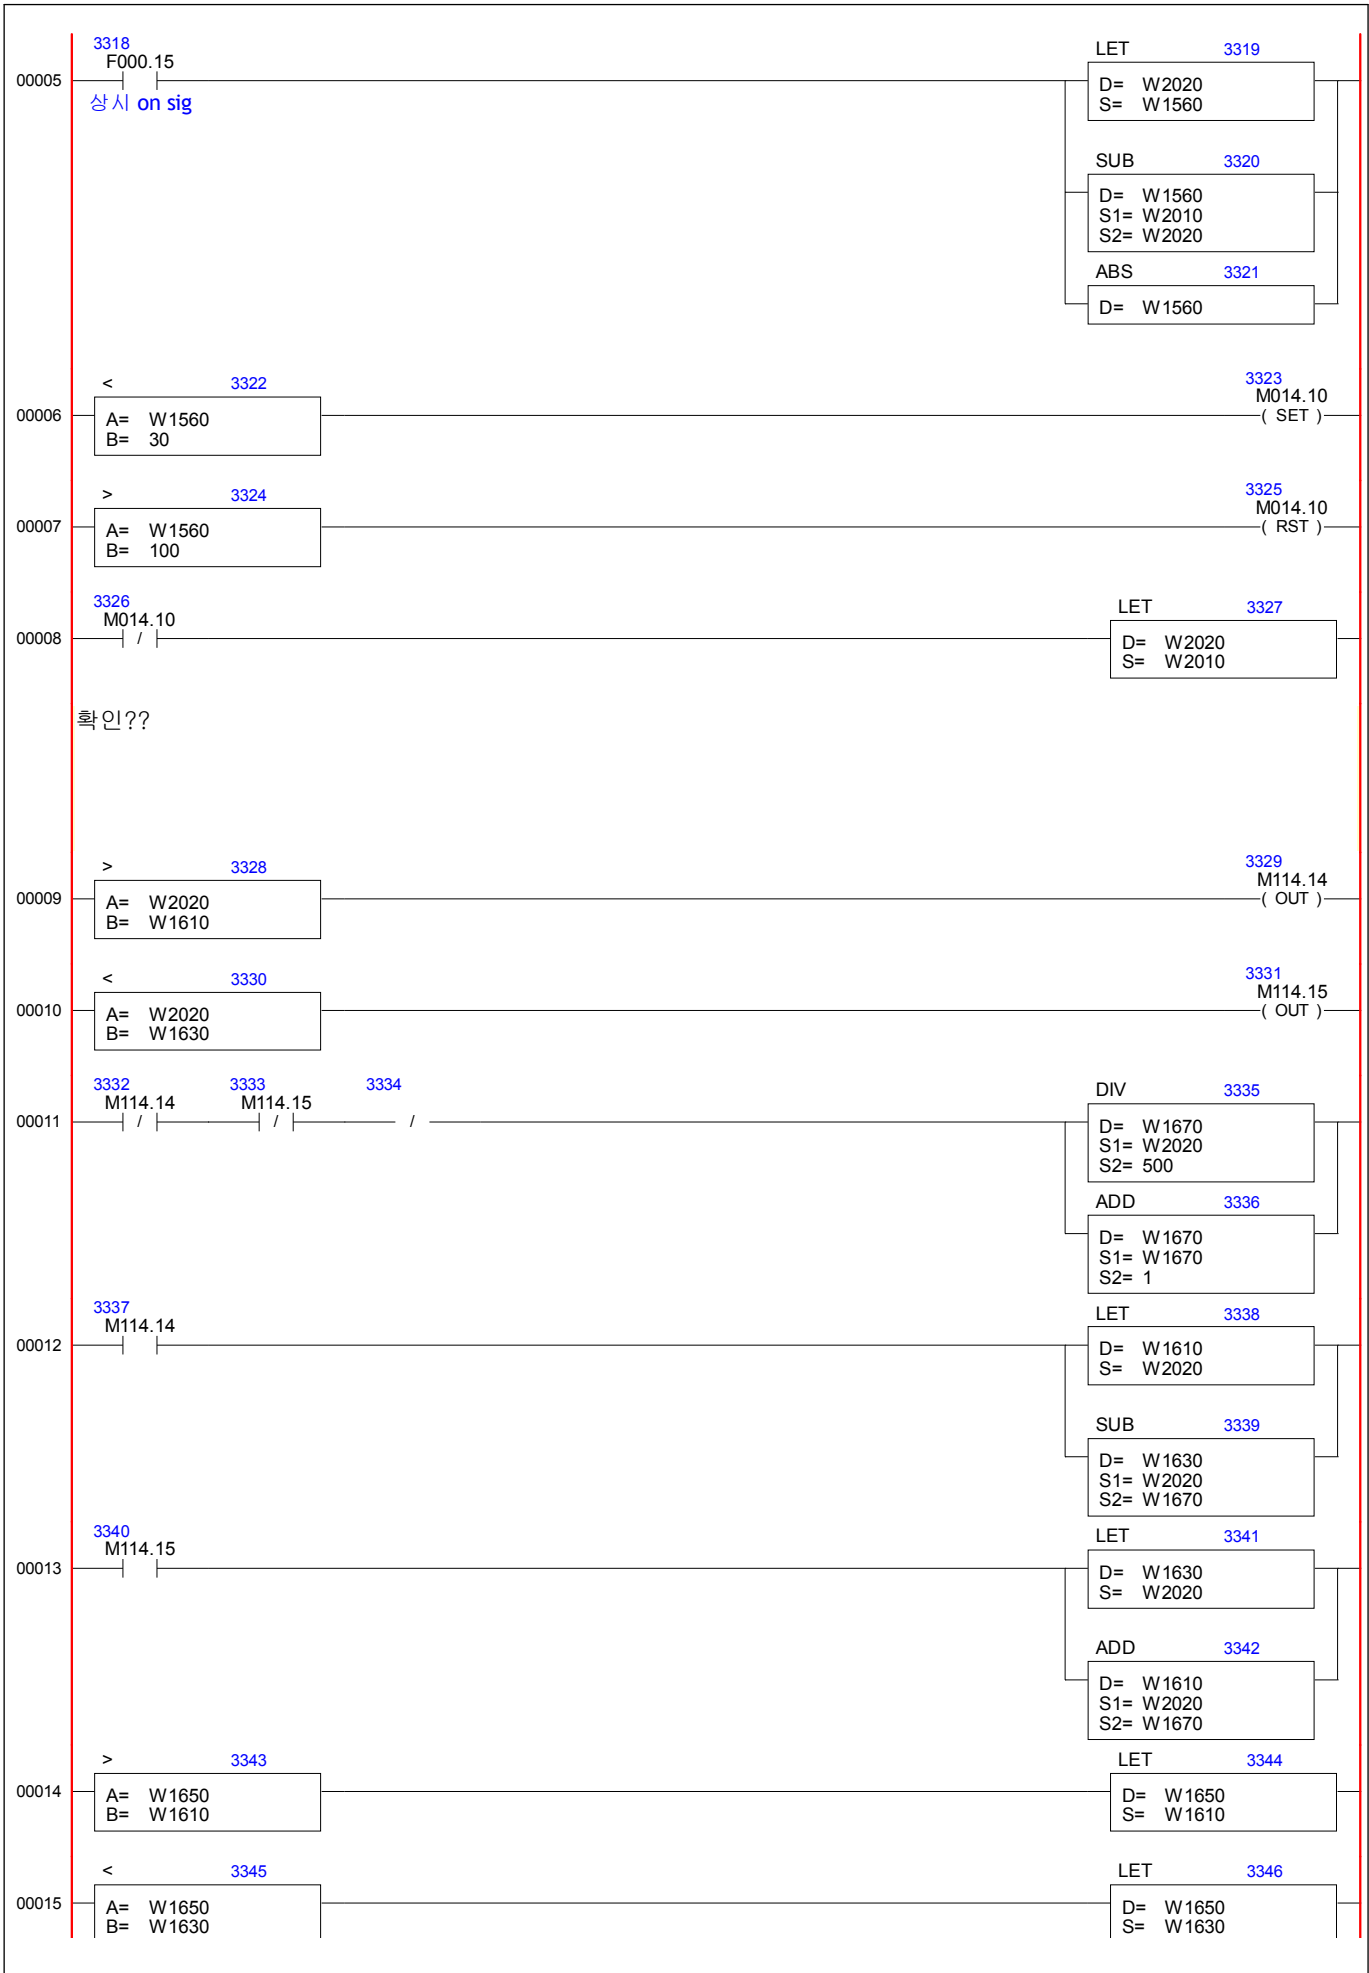 3318
F000.15
LET 3319
00005
D= W2020
S= W1560
상시 on sig
SUB 3320
D= W1560
S1= W2010
S2= W2020
ABS 3321
D= W1560
< 3322
3323
M014.10
00006
A= W1560
B= 30
( SET )
> 3324
3325
M014.10
00007
A= W1560
B= 100
( RST )
3326
M014.10
LET 3327
00008
/
D= W2020
S= W2010
확인??
> 3328
3329
M114.14
00009
A= W2020
B= W1610
( OUT )
< 3330
3331
M114.15
00010
A= W2020
B= W1630
( OUT )
3332 3333 3334
M114.14 M114.15
DIV 3335
00011
/ / /
D= W1670
S1= W2020
S2= 500
ADD 3336
D= W1670
S1= W1670
S2= 1
3337
M114.14
LET 3338
00012
D= W1610
S= W2020
SUB 3339
D= W1630
S1= W2020
S2= W1670
3340
M114.15
LET 3341
00013
D= W1630
S= W2020
ADD 3342
D= W1610
S1= W2020
S2= W1670
> 3343
LET 3344
00014
A= W1650
B= W1610
D= W1650
S= W1610
< 3345
LET 3346
00015
A= W1650
B= W1630
D= W1650
S= W1630